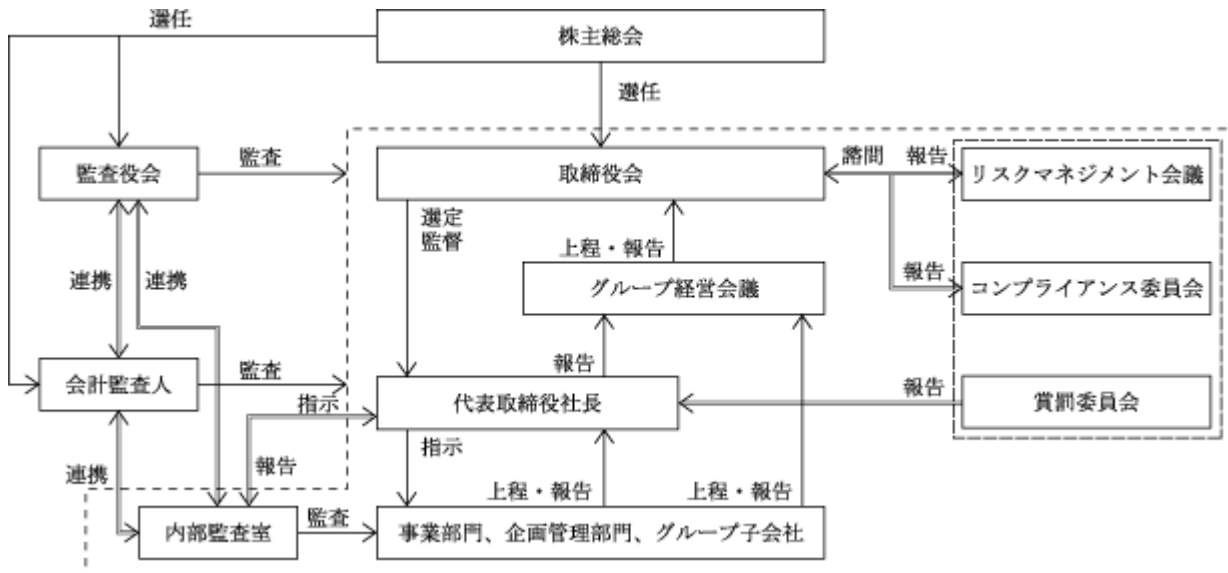 選任
株主総会
選任
監査役会
監査
取締役会
諮問
報告
リスクマネジメント会議
選定
監督
上程・報告
連携
連携
グループ経営会議
報告
コンプライアンス委員会
会計監査人
監査
報告
代表取締役社長
報告
賞罰委員会
指示
指示
連携
報告
上程・報告
上程・報告
内部監査室
監査
事業部門、企画管理部門、グループ子会社